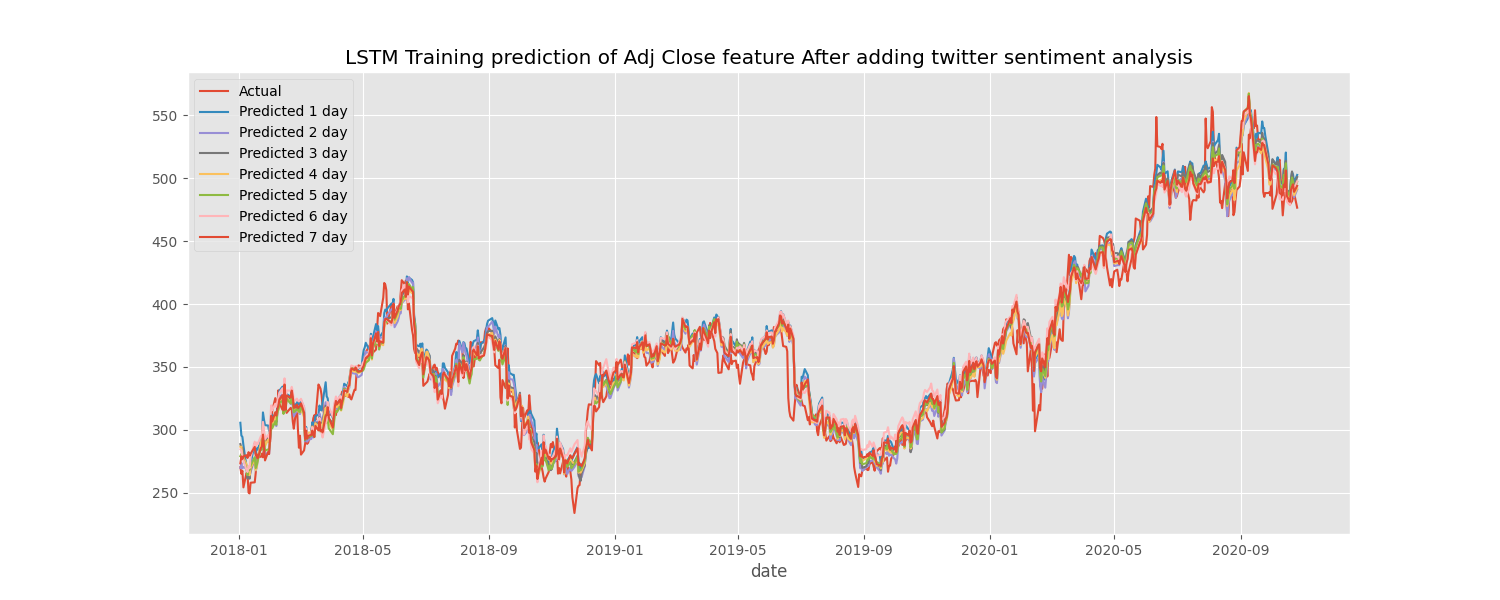 LSTM Training prediction of Adj Close feature After adding twitter sentiment analysis
Actual
Predicted 1 day
Predicted 2 day
Predicted 3 day
Predicted 4 day
Predicted 5 day
Predicted 6 day
Predicted 7 day
550
500
450
400
350
300
250
2018-01 2018-05 2018-09 2019-01 2019-05 2019-09 2020-01 2020-05 2020-09
date